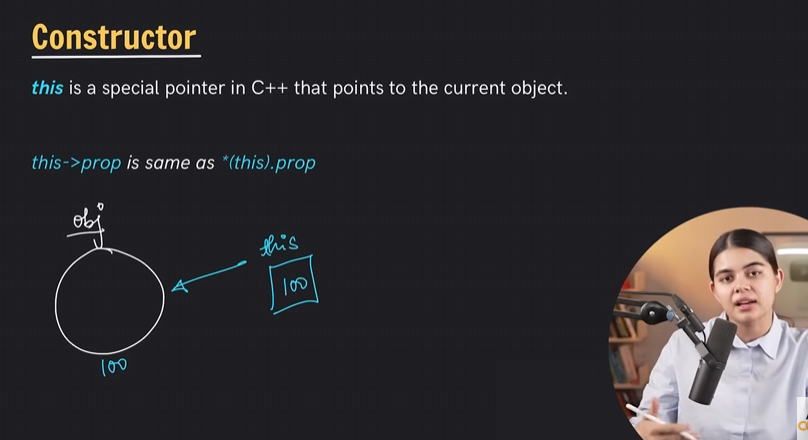 Constructor
this is a special pointer in C++ that points to the current object.
this->prop is same as *(this).prop
obj
this
100
100